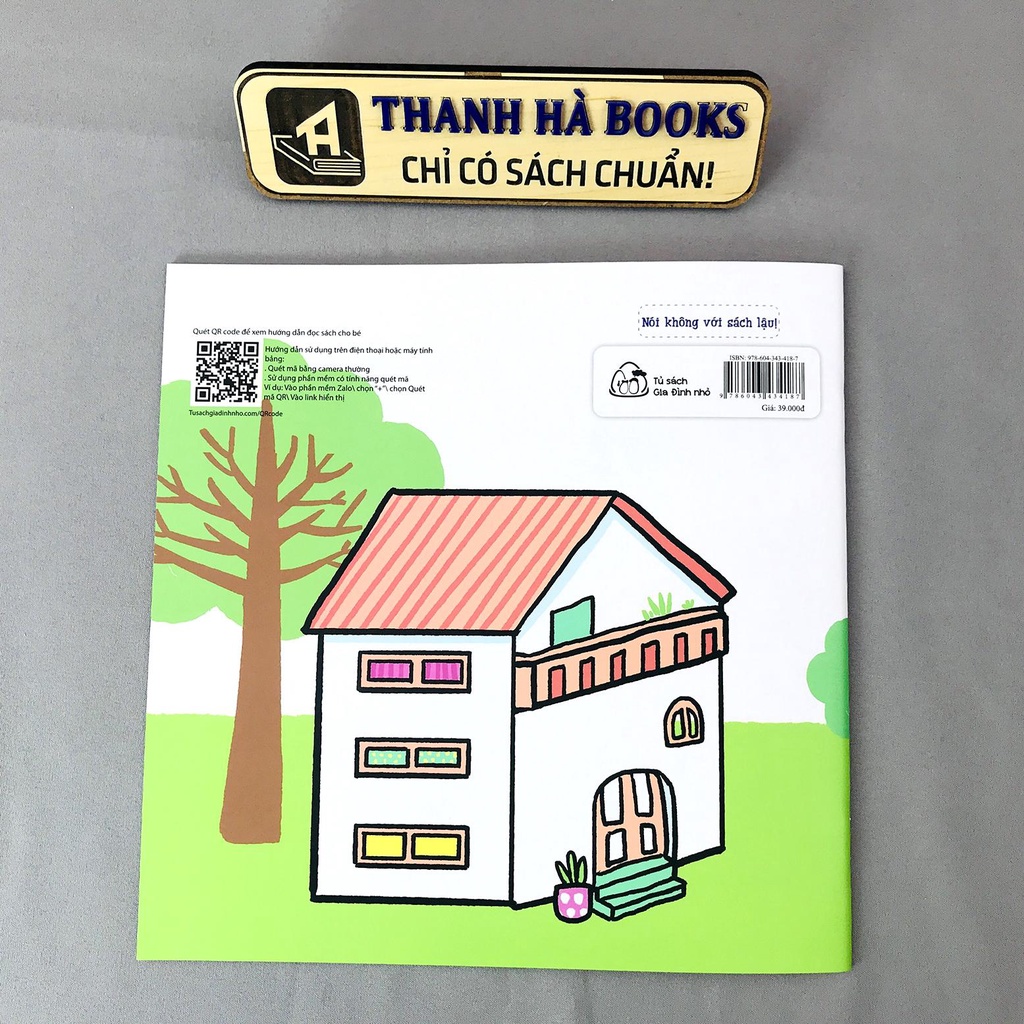 THANH HÀ BOOKS
CHỈ CÓ SÁCH CHUẨN!
Quét QR code để xem hướng dẫn đọc sách cho bé
Hướng dẫn sử dụng trên điện thoại hoặc máy tính
bảng:
. Quét mã bằng camera thường
. Sử dụng phần mềm có tính năng quét mã
Ví dụ: Vào phần mềm Zalo\ chọn "+"\ chọn Quét
mã QR\ Vào link hiển thị
Tusachgiadinhnho.com/QRcode
Nói không với sách lậu!
Tủ sách
Gia Đình nhỏ
ISBN: 978-604-343-418-7
9 786043 434187
Giá: 39.000đ